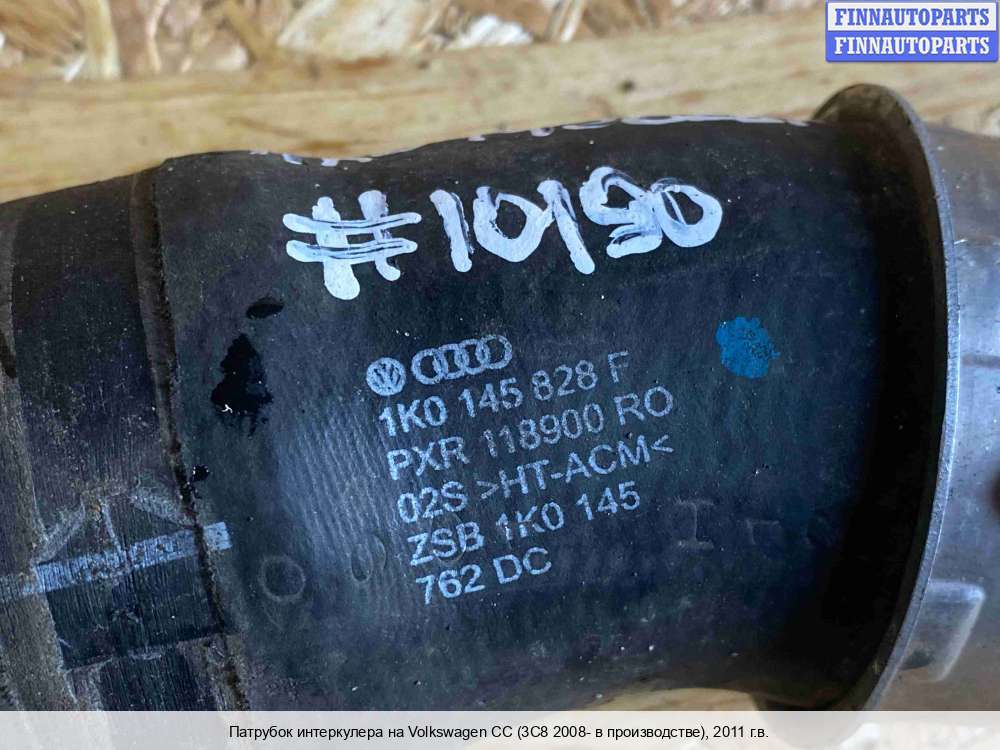 FINNAUTOPARTS
FINNAUTOPARTS
#10190
1K0 145 828 F
PXR 118900 RO
02S >HT-ACM<
ZSB 1K0 145
762 DC
Патрубок интеркулера на Volkswagen CC (3C8 2008- в производстве), 2011 г.в.